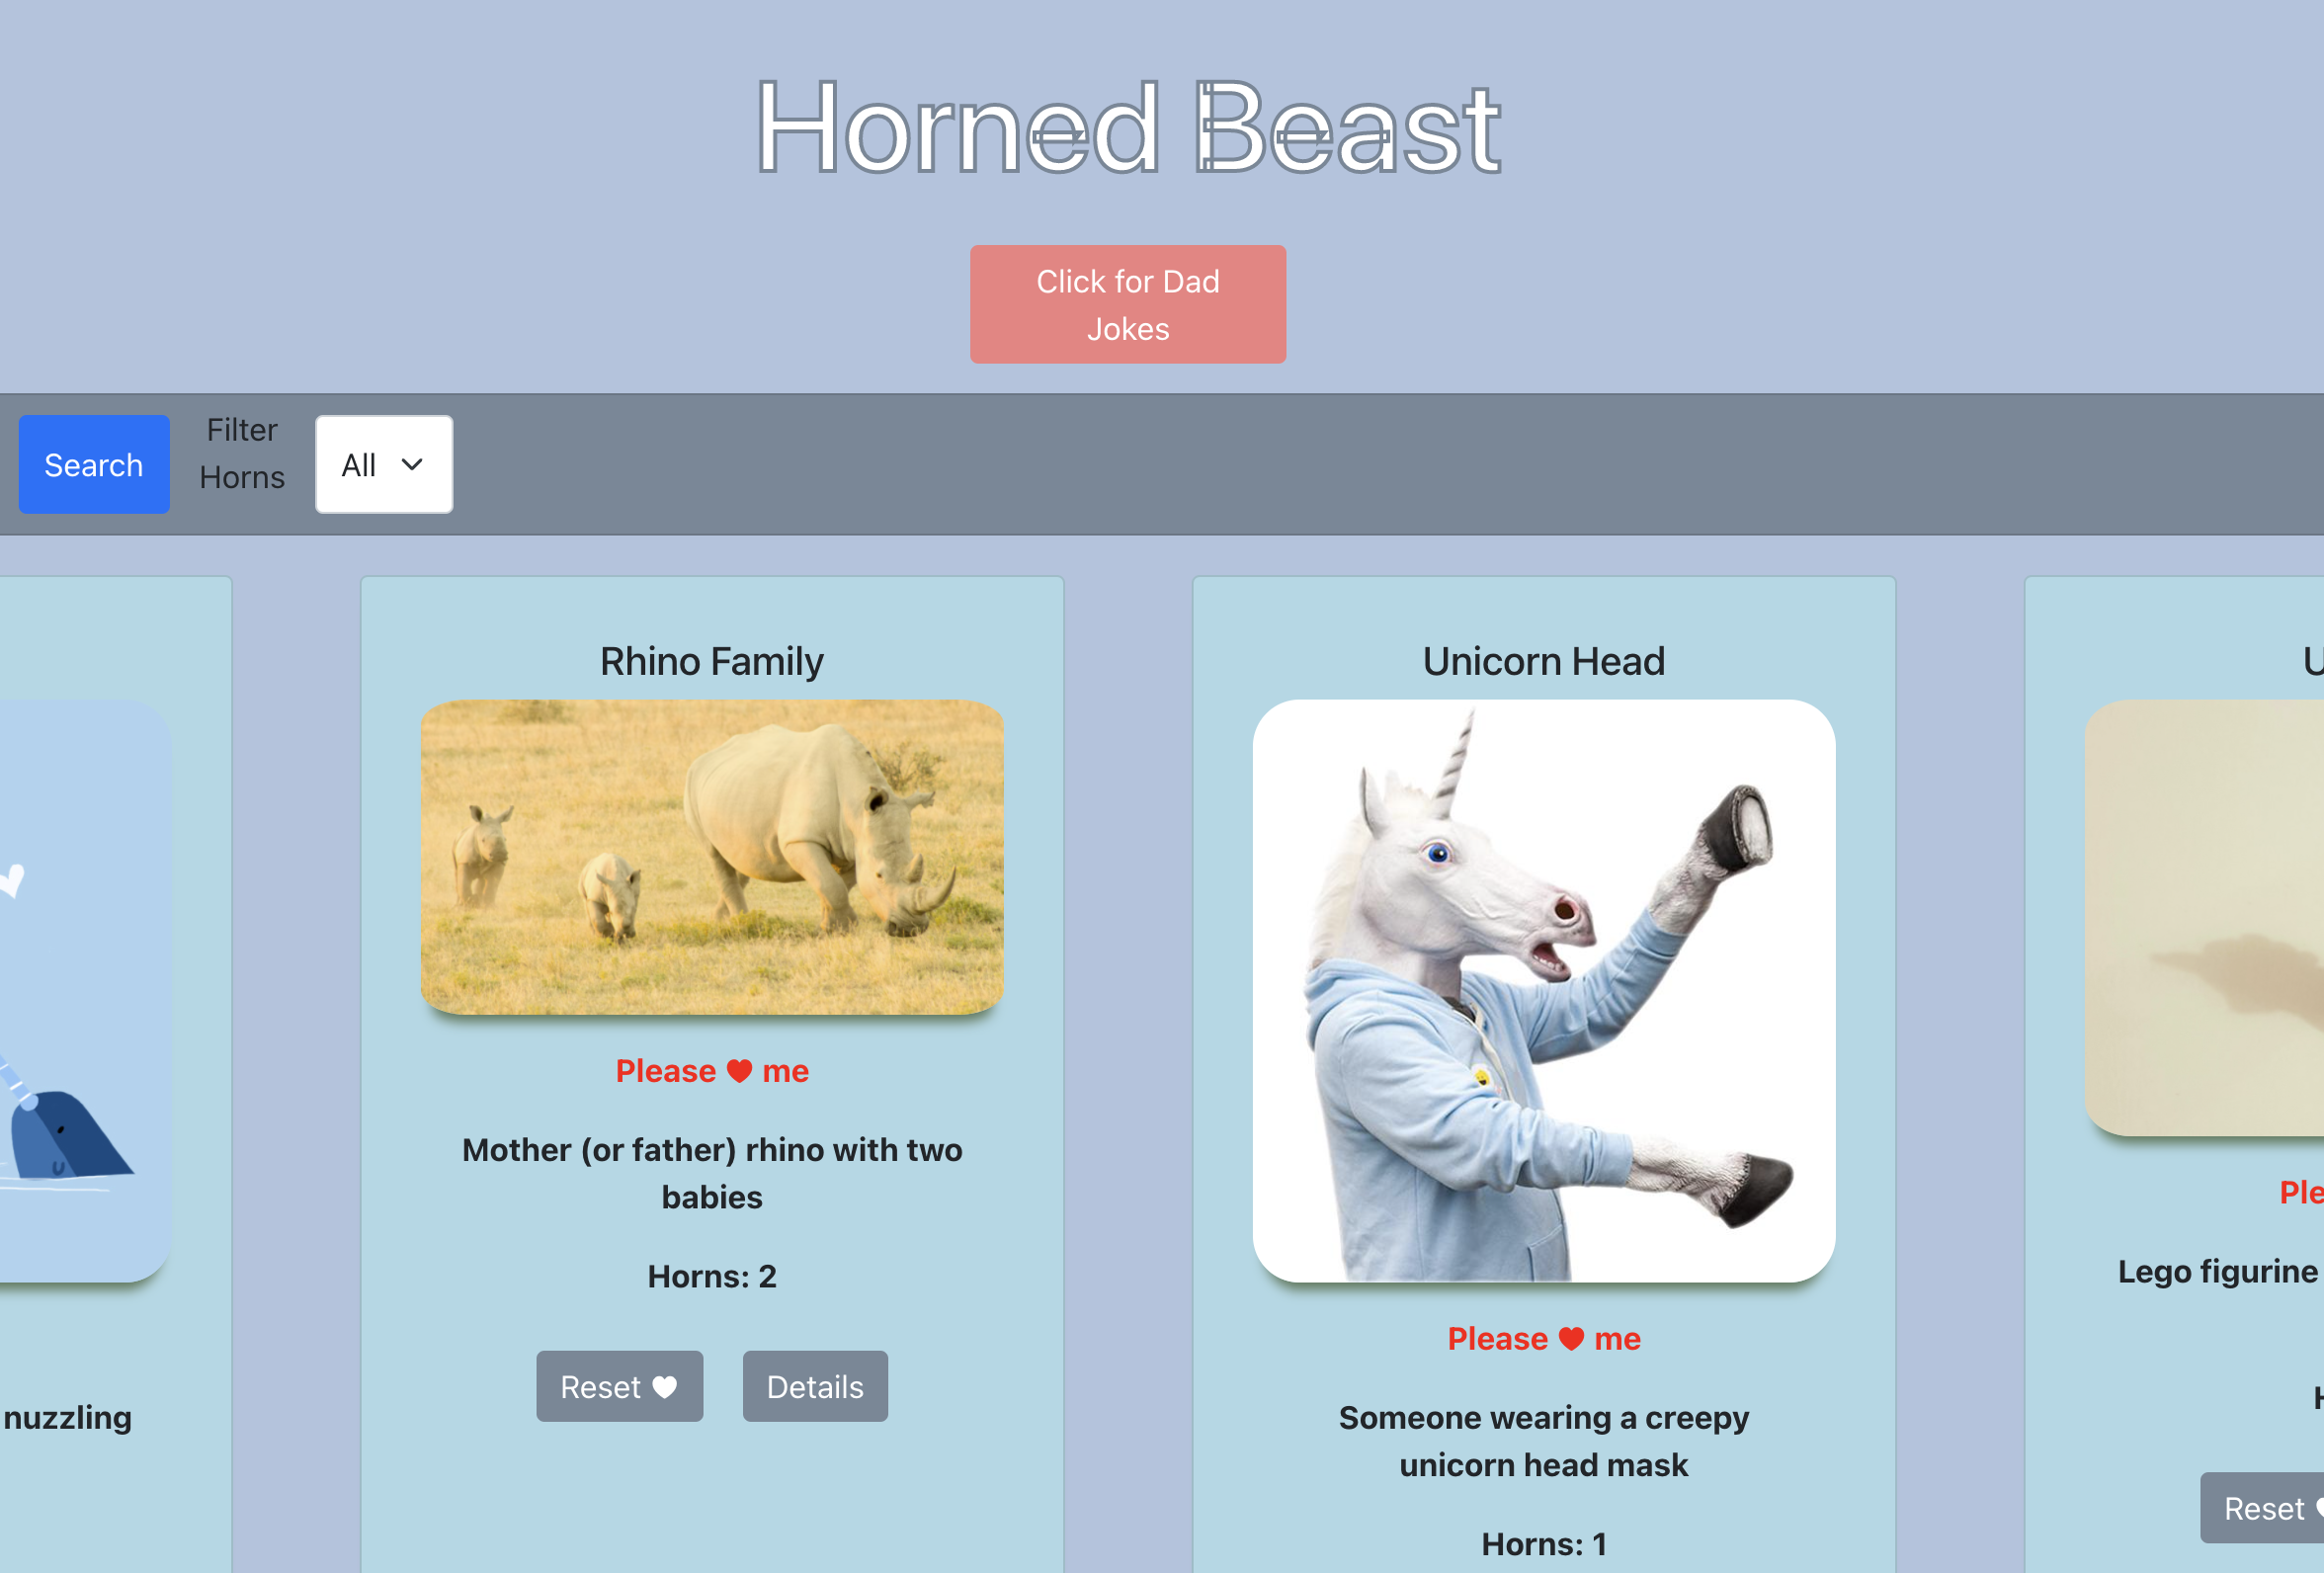 Horned Beast
Click for Dad
Jokes
Search
Filter
Horns
All
nuzzling
Rhino Family
Please ♥ me
Mother (or father) rhino with two
babies
Horns: 2
Reset ♥
Details
Unicorn Head
Please ♥ me
Someone wearing a creepy
unicorn head mask
Horns: 1
Lego figurine
Reset